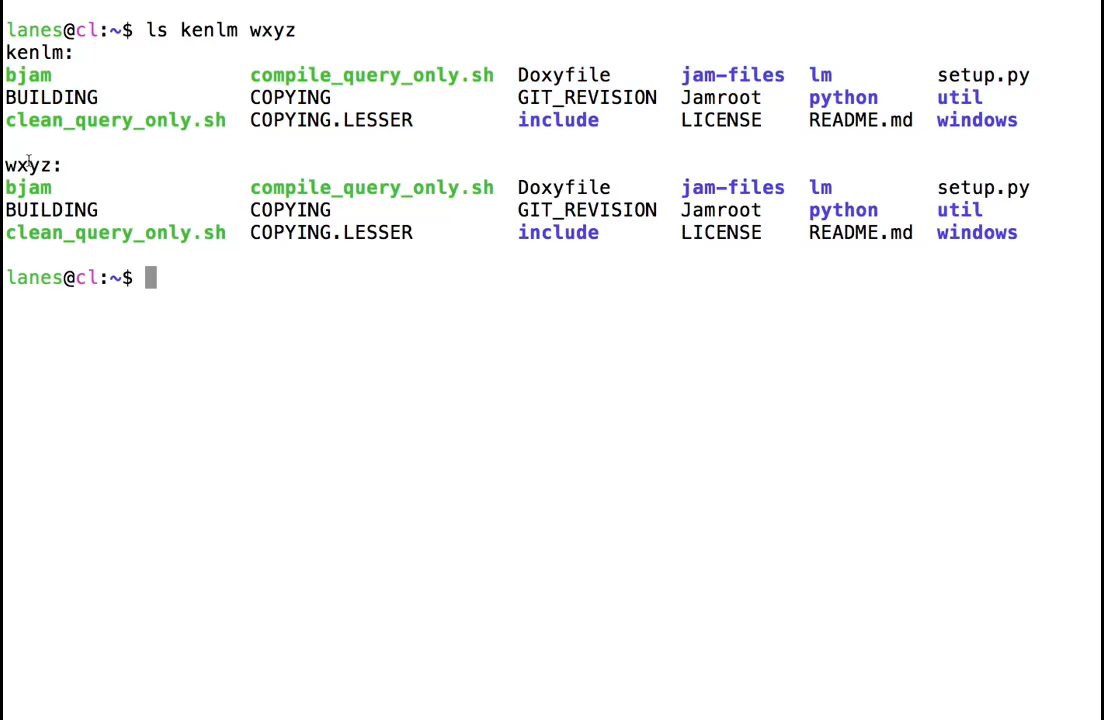 lanes@cl:~$ ls kenlm wxyz
kenlm:
bjam compile_query_only.sh Doxyfile jam-files lm setup.py
BUILDING COPYING GIT_REVISION Jamroot python util
clean_query_only.sh COPYING.LESSER include LICENSE README.md windows
wxyz:
bjam compile_query_only.sh Doxyfile jam-files lm setup.py
BUILDING COPYING GIT_REVISION Jamroot python util
clean_query_only.sh COPYING.LESSER include LICENSE README.md windows
lanes@cl:~$